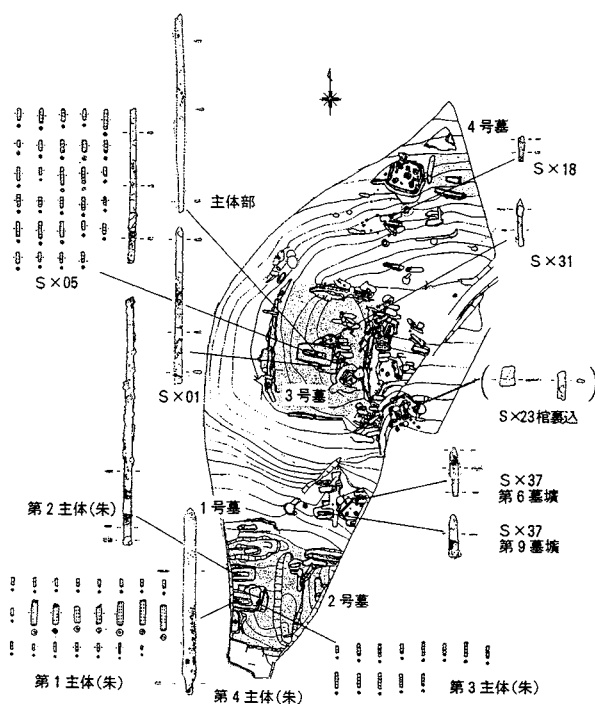 4号墓
S×18
主体部
S×31
S×05
3号墓
S×01
S×23棺裏込
S×37
第6墓壙
第2主体(朱)
1号墓
S×37
第9墓壙
2号墓
第1主体(朱)
第4主体(朱)
第3主体(朱)